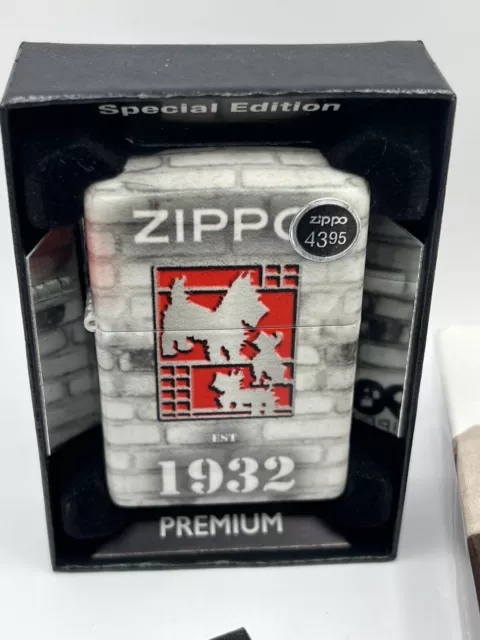 Special Edition
ZIPPO
zippo
43.95
EST
1932
PREMIUM